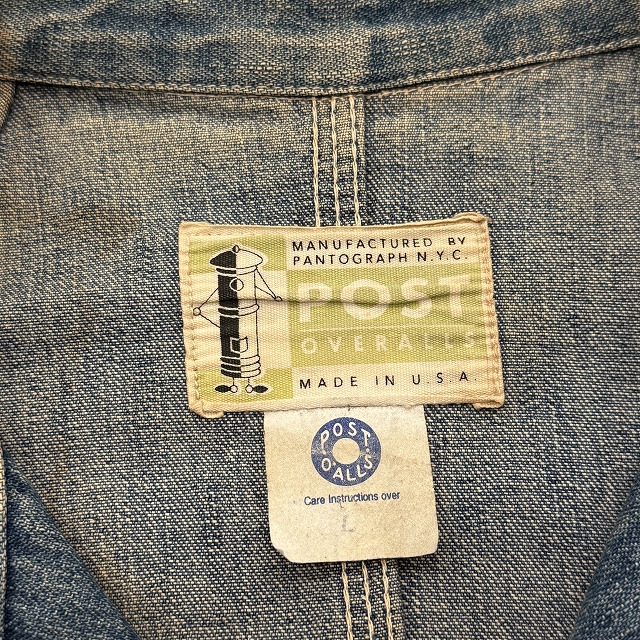 MANUFACTURED BY
PANTOGRAPH N.Y.C.
POST
OVERALLS
MADE IN U.S.A.
POST
O'ALLS
Care Instructions over
L